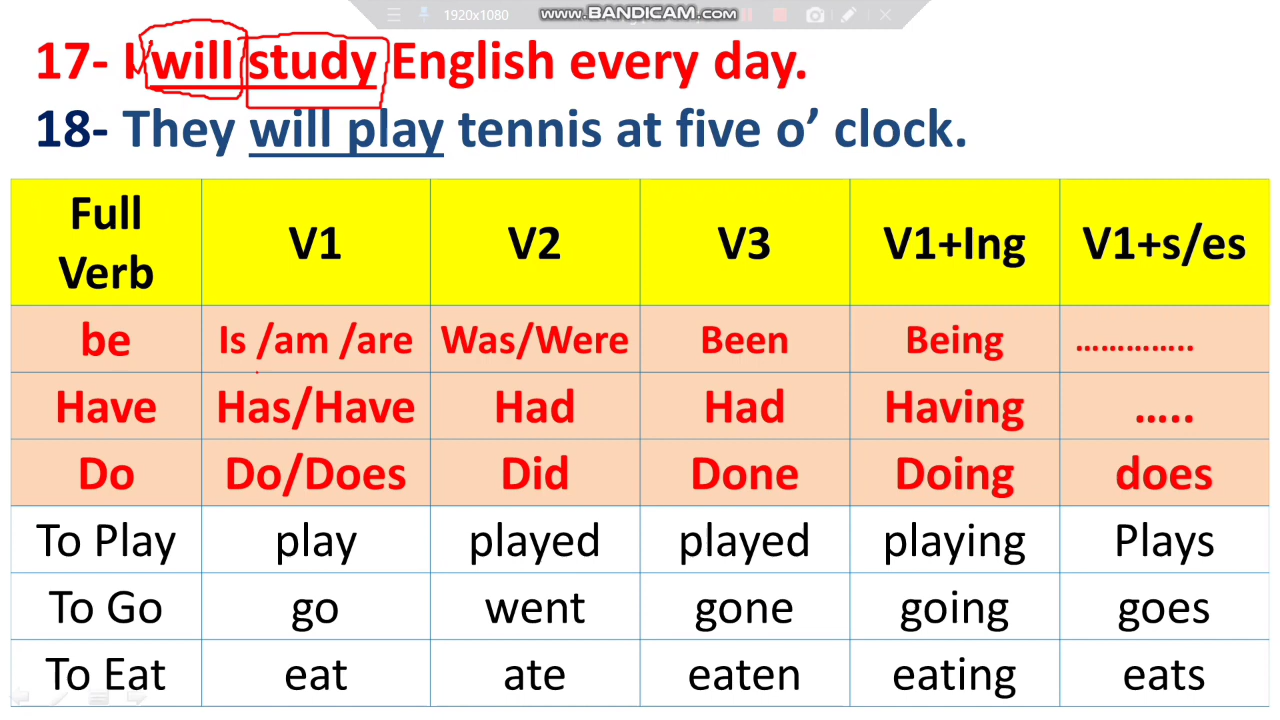 1920x1080
www.BANDICAM.com
17- I will study English every day.
18- They will play tennis at five o’ clock.
Full Verb V1 V2 V3 V1+Ing V1+s/es
be Is /am /are Was/Were Been Being …………..
Have Has/Have Had Had Having …..
Do Do/Does Did Done Doing does
To Play play played played playing Plays
To Go go went gone going goes
To Eat eat ate eaten eating eats